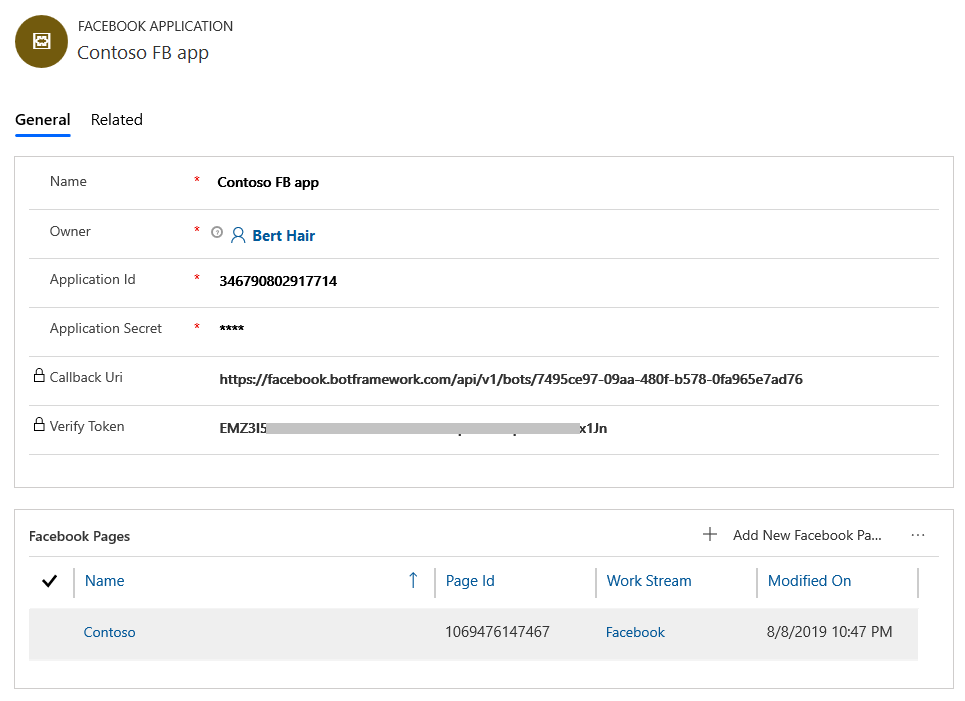 FACEBOOK APPLICATION
Contoso FB app
General Related
Name * Contoso FB app
Owner * Bert Hair
Application Id * 346790802917714
Application Secret * ****
Callback Uri https://facebook.botframework.com/api/v1/bots/7495ce97-09aa-480f-b578-0fa965e7ad76
Verify Token EMZ3I5 x1Jn
Facebook Pages + Add New Facebook Pa... ...
Name ↑ Page Id Work Stream Modified On
Contoso 1069476147467 Facebook 8/8/2019 10:47 PM